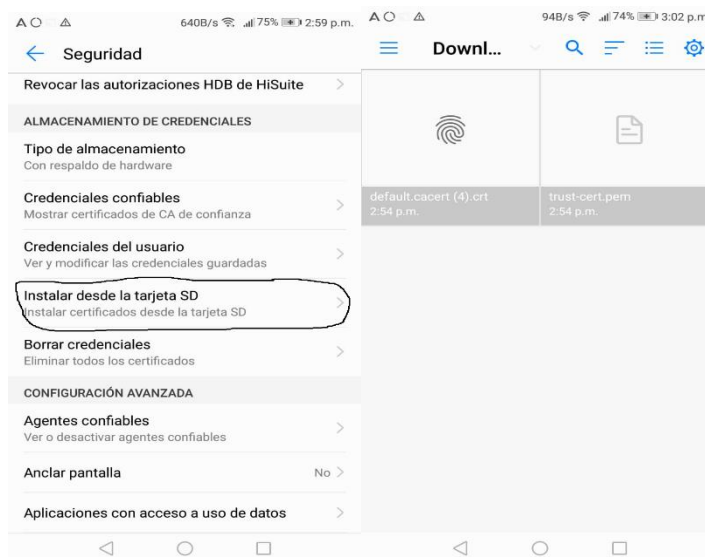 640B/s 75% 2:59 p.m.
Seguridad
Revocar las autorizaciones HDB de HiSuite
ALMACENAMIENTO DE CREDENCIALES
Tipo de almacenamiento
Con respaldo de hardware
Credenciales confiables
Mostrar certificados de CA de confianza
Credenciales del usuario
Ver y modificar las credenciales guardadas
Instalar desde la tarjeta SD
Instalar certificados desde la tarjeta SD
Borrar credenciales
Eliminar todos los certificados
CONFIGURACIÓN AVANZADA
Agentes confiables
Ver o desactivar agentes confiables
Anclar pantalla No
Aplicaciones con acceso a uso de datos
94B/s 74% 3:02 p.m
Downl...
default.cacert (4).crt
2:54 p.m.
trust-cert.pem
2:54 p.m.